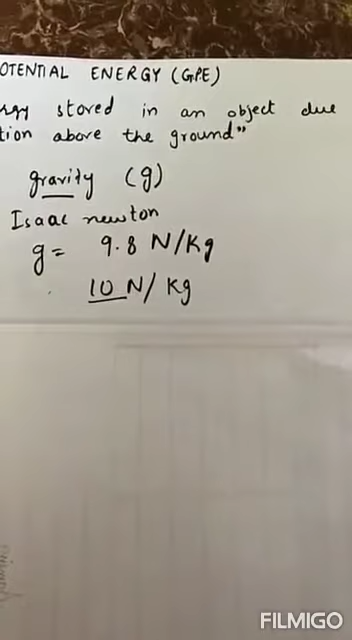 OTENTIAL ENERGY (GPE)
rgy stored in an object due
tion above the ground"
gravity (g)
Isaac newton
g= 9.8 N/Kg
10 N/ Kg
FILMIGO